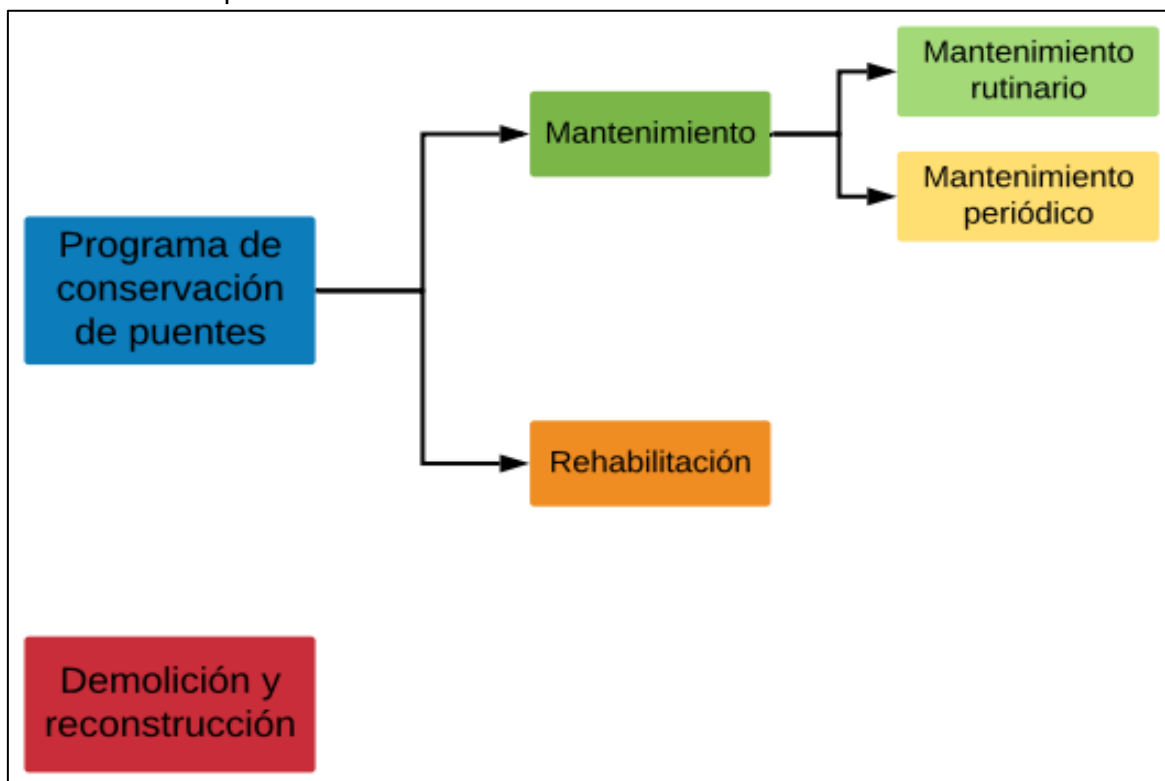 Mantenimiento
rutinario
Mantenimiento
Mantenimiento
periódico
Programa de
conservación
de puentes
Rehabilitación
Demolición y
reconstrucción